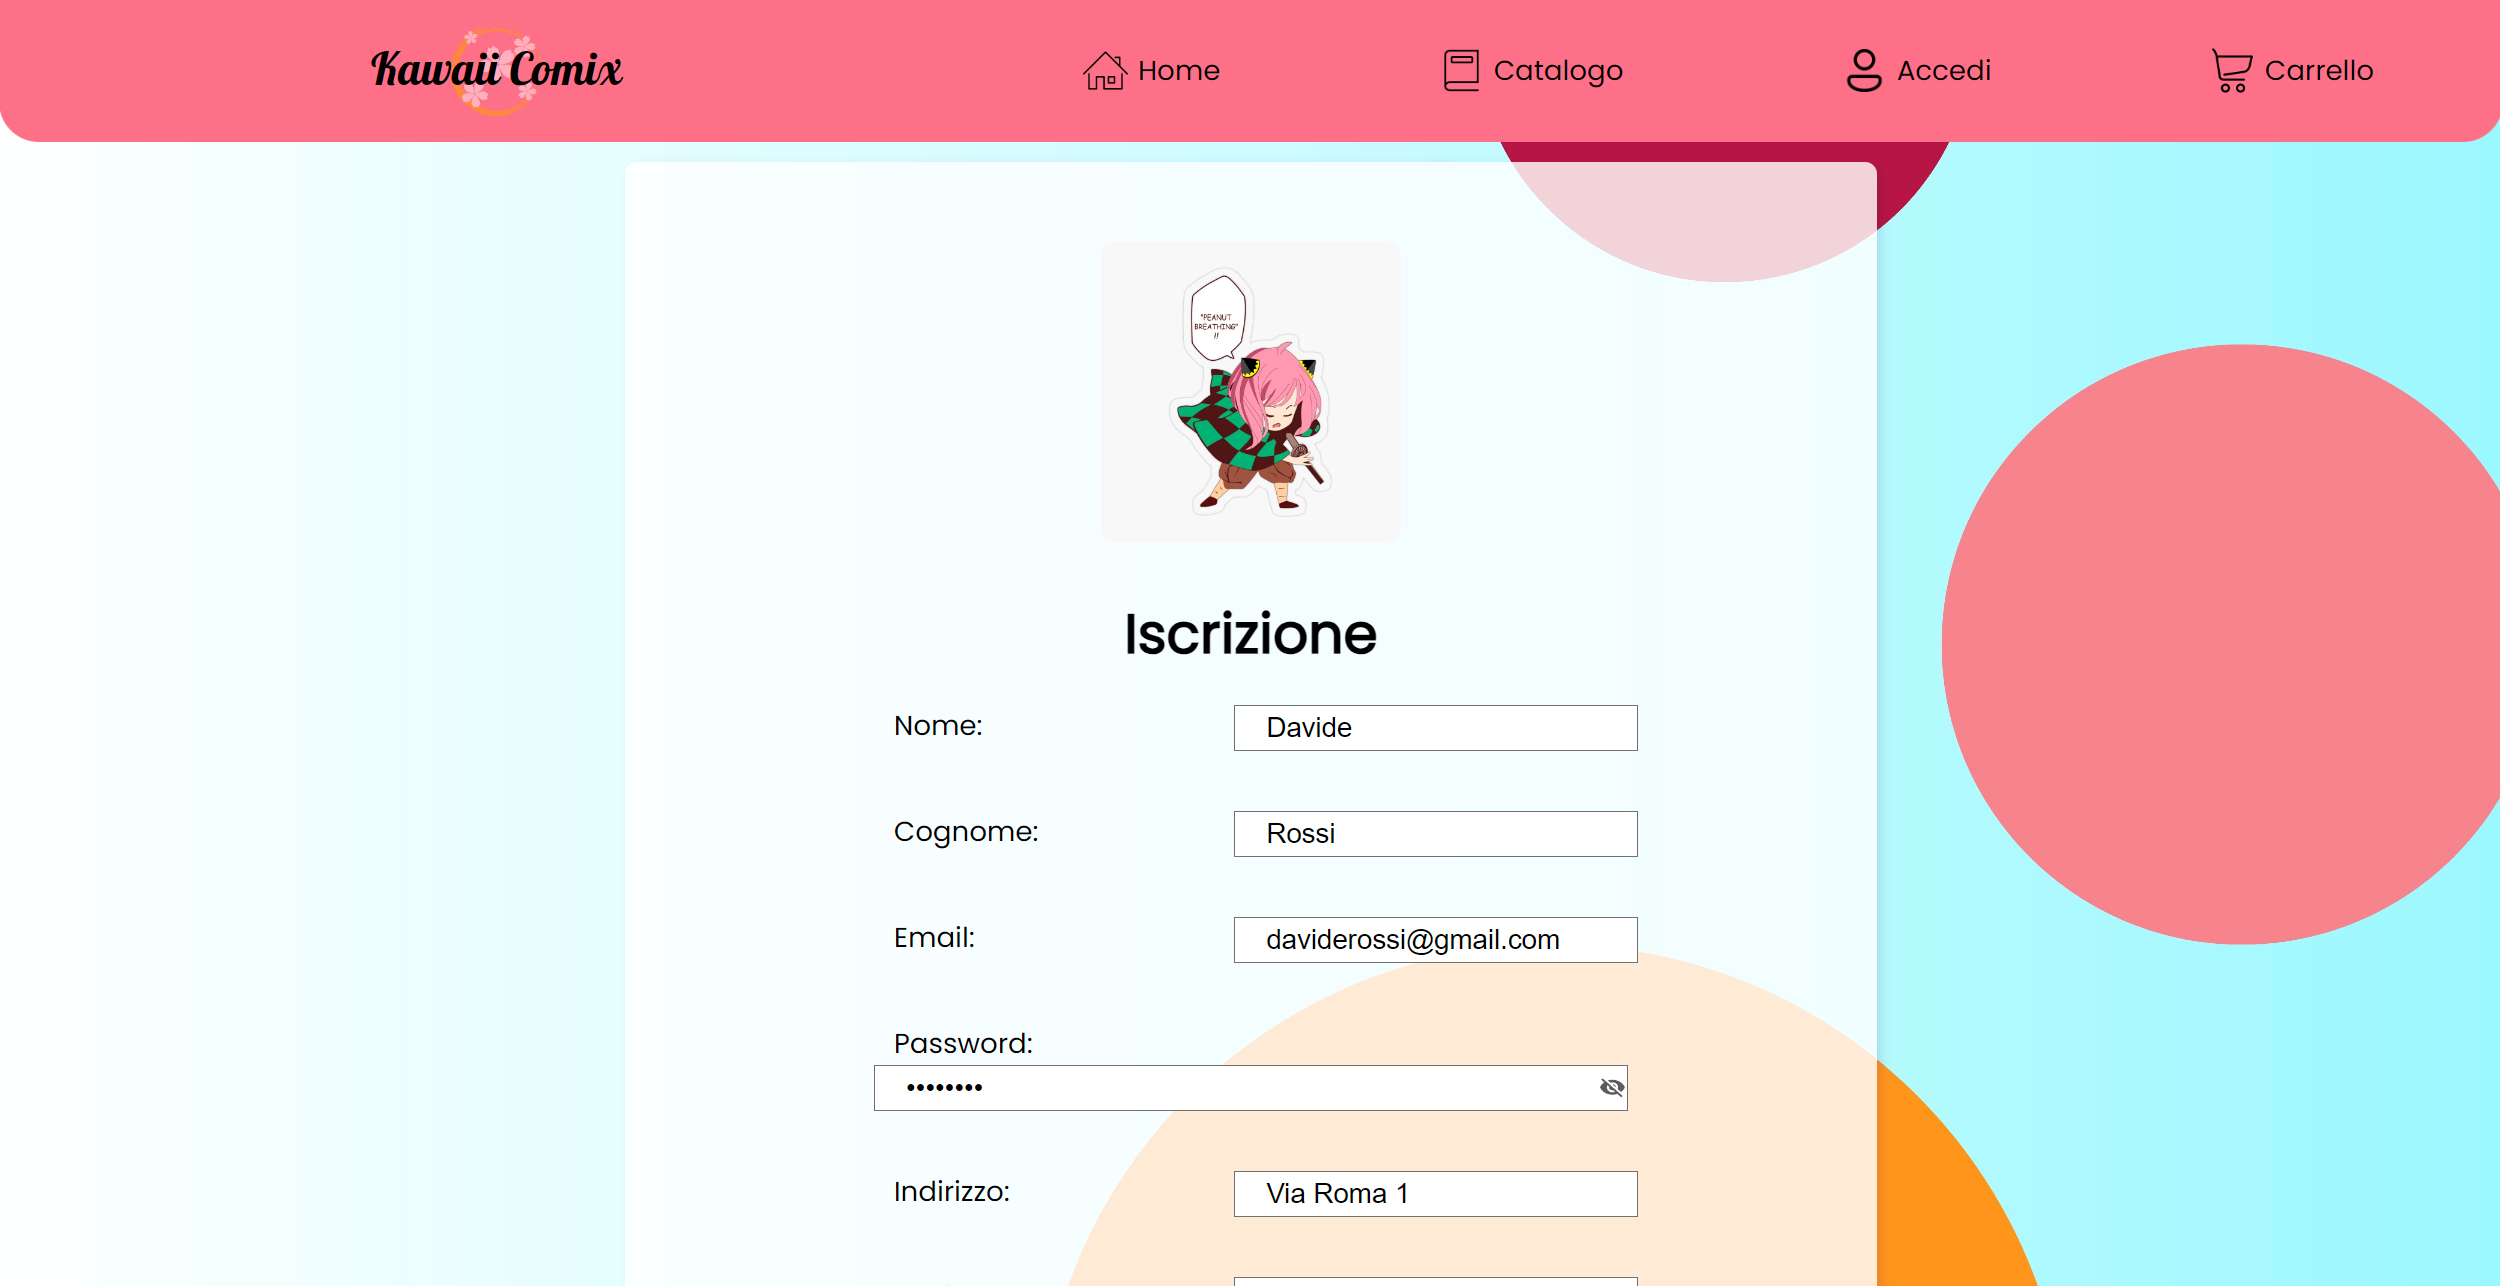 Kawaii Comix
Home
Catalogo
Accedi
Carrello
"PEANUT
BREATHING"
!!
Iscrizione
Nome: Davide
Cognome: Rossi
Email: daviderossi@gmail.com
Password:
••••••••
Indirizzo: Via Roma 1